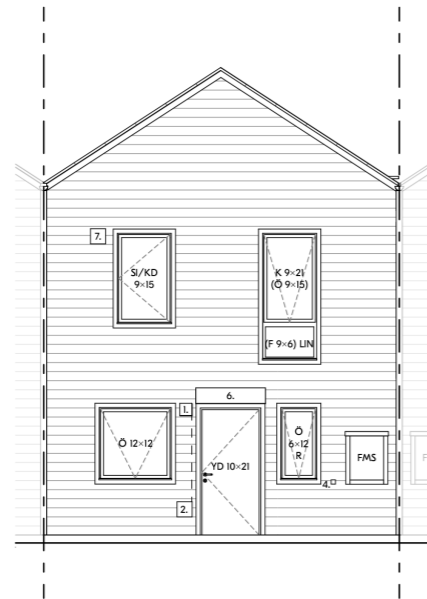 7.
SI/KD
9×15
K 9×21
(Ö 9×15)
(F 9×6) LIN
6.
1.
Ö 12×12
YD 10×21
Ö
6×12
R
FMS
F
4.
2.